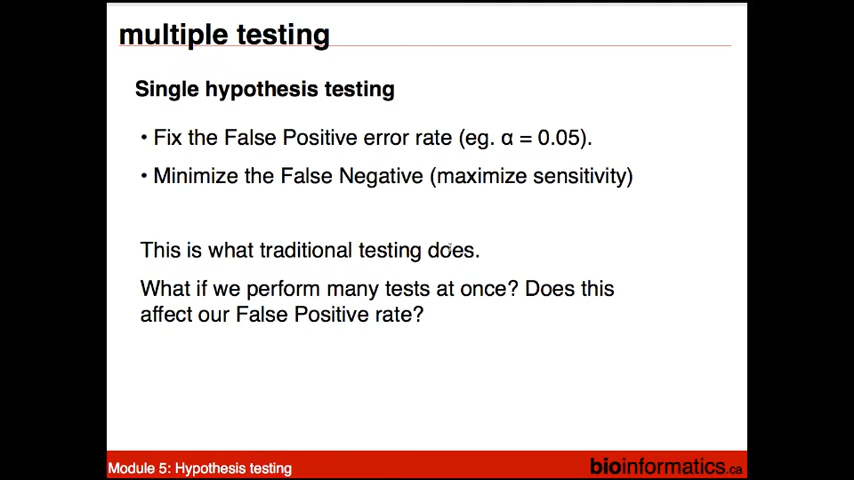 multiple testing
Single hypothesis testing
• Fix the False Positive error rate (eg. α = 0.05).
• Minimize the False Negative (maximize sensitivity)
This is what traditional testing does.
What if we perform many tests at once? Does this
affect our False Positive rate?
Module 5: Hypothesis testing
bioinformatics.ca